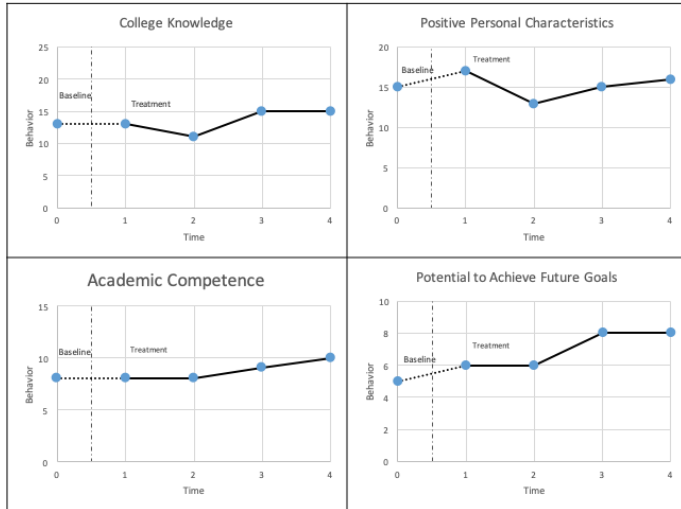 College Knowledge
25
20
15
10
5
0
Behavior
Baseline
Treatment
0 1 2 3 4
Time
Positive Personal Characteristics
20
15
10
5
0
Behavior
Baseline
Treatment
0 1 2 3 4
Time
Academic Competence
15
10
5
0
Behavior
Baseline
Treatment
0 1 2 3 4
Time
Potential to Achieve Future Goals
10
8
6
4
2
0
Behavior
Baseline
Treatment
0 1 2 3 4
Time